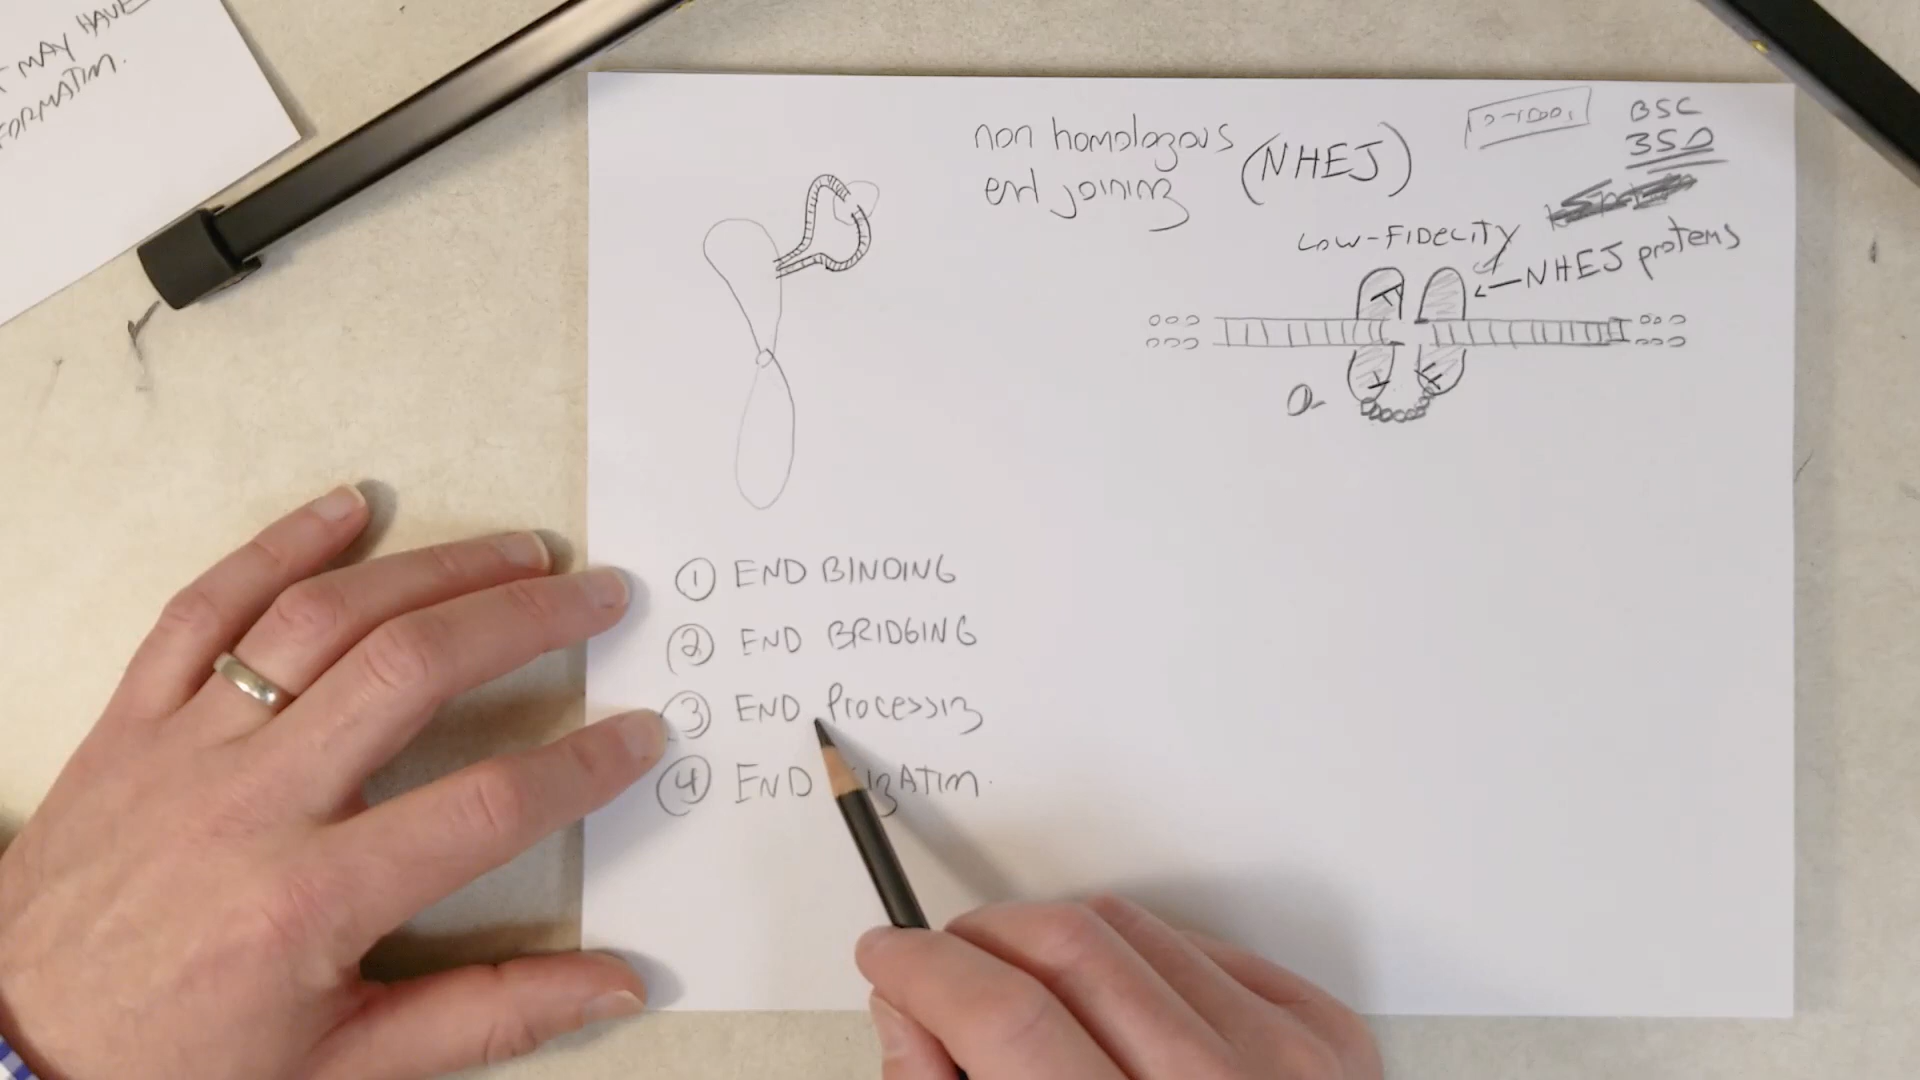 MAY HAVE
non homologous
end joining
(NHEJ)
BSC
350
LOW-FIDELITY
NHEJ proteins
① END BINDING
② END BRIDGING
③ END Processing
④ END